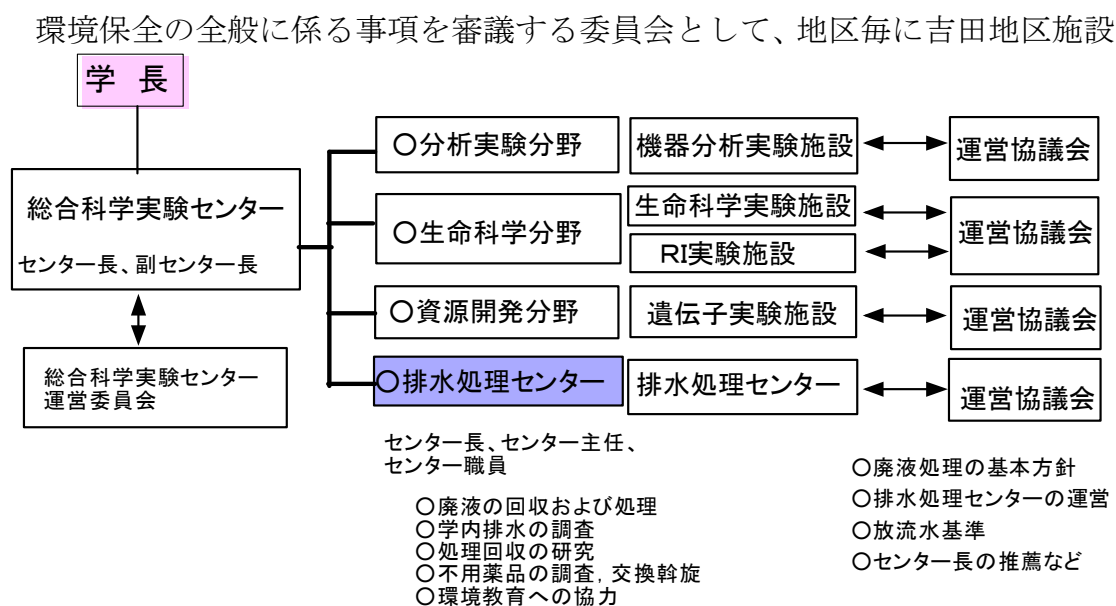 環境保全の全般に係る事項を審議する委員会として、地区毎に吉田地区施設
学 長
総合科学実験センター
センター長、副センター長
総合科学実験センター
運営委員会
○分析実験分野
機器分析実験施設
運営協議会
○生命科学分野
生命科学実験施設
RI実験施設
運営協議会
○資源開発分野
遺伝子実験施設
運営協議会
○排水処理センター
排水処理センター
運営協議会
センター長、センター主任、
センター職員
○廃液の回収および処理
○学内排水の調査
○処理回収の研究
○不用薬品の調査, 交換斡旋
○環境教育への協力
○廃液処理の基本方針
○排水処理センターの運営
○放流水基準
○センター長の推薦など